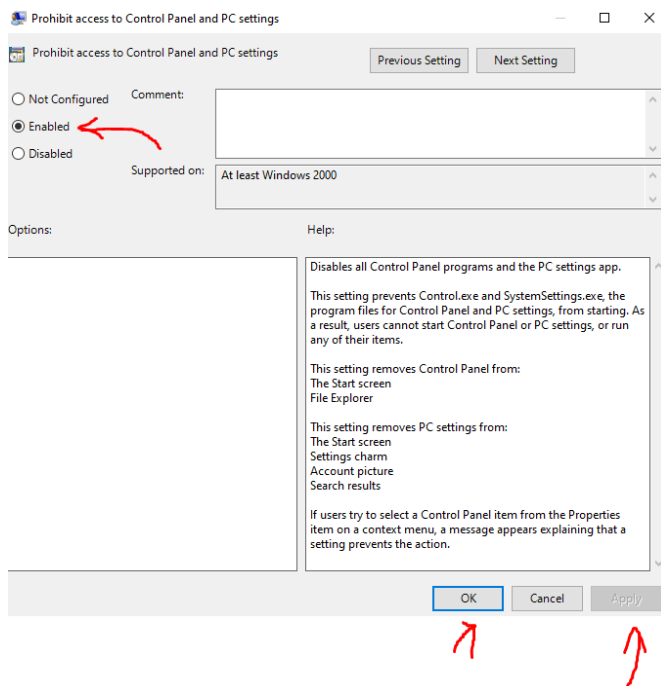 Prohibit access to Control Panel and PC settings
Prohibit access to Control Panel and PC settings
Previous Setting
Next Setting
Not Configured
Comment:
Enabled
Disabled
Supported on:
At least Windows 2000
Options:
Help:
Disables all Control Panel programs and the PC settings app.
This setting prevents Control.exe and SystemSettings.exe, the
program files for Control Panel and PC settings, from starting. As
a result, users cannot start Control Panel or PC settings, or run
any of their items.
This setting removes Control Panel from:
The Start screen
File Explorer
This setting removes PC settings from:
The Start screen
Settings charm
Account picture
Search results
If users try to select a Control Panel item from the Properties
item on a context menu, a message appears explaining that a
setting prevents the action.
OK
Cancel
Apply